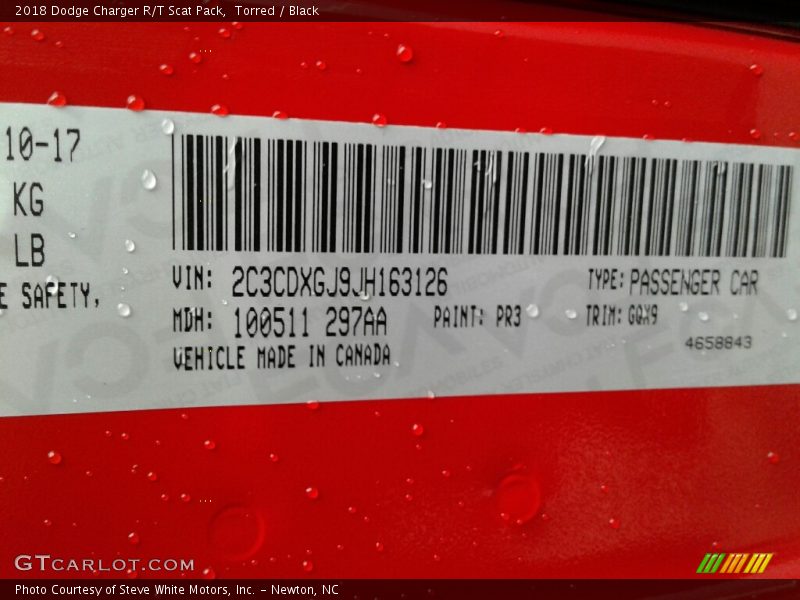 2018 Dodge Charger R/T Scat Pack, Torred / Black
10-17
KG
LB
E SAFETY,
VIN: 2C3CDXGJ9JH163126 TYPE: PASSENGER CAR
MDH: 100511 297AA PAINT: PR3 TRIM: GQX9
VEHICLE MADE IN CANADA 4658843
GTCARLOT.COM
Photo Courtesy of Steve White Motors, Inc. – Newton, NC